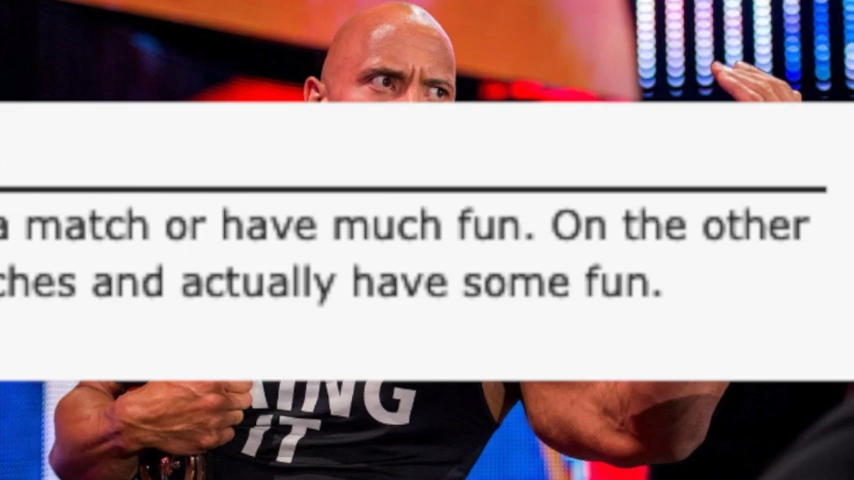 a match or have much fun. On the other
ches and actually have some fun.
ING
IT